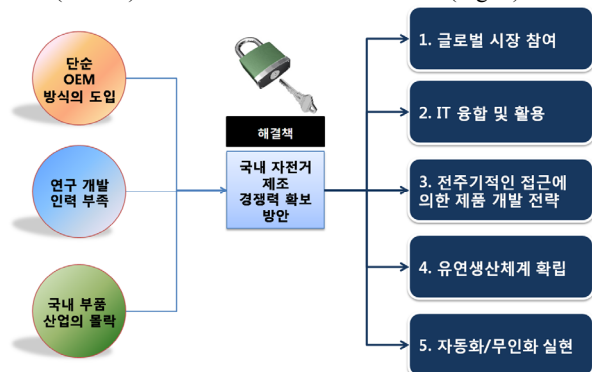 단순
OEM
방식의 도입
연구 개발
인력 부족
국내 부품
산업의 몰락
해결책
국내 자전거
제조
경쟁력 확보
방안
1. 글로벌 시장 참여
2. IT 융합 및 활용
3. 전주기적인 접근에
의한 제품 개발 전략
4. 유연생산체계 확립
5. 자동화/무인화 실현